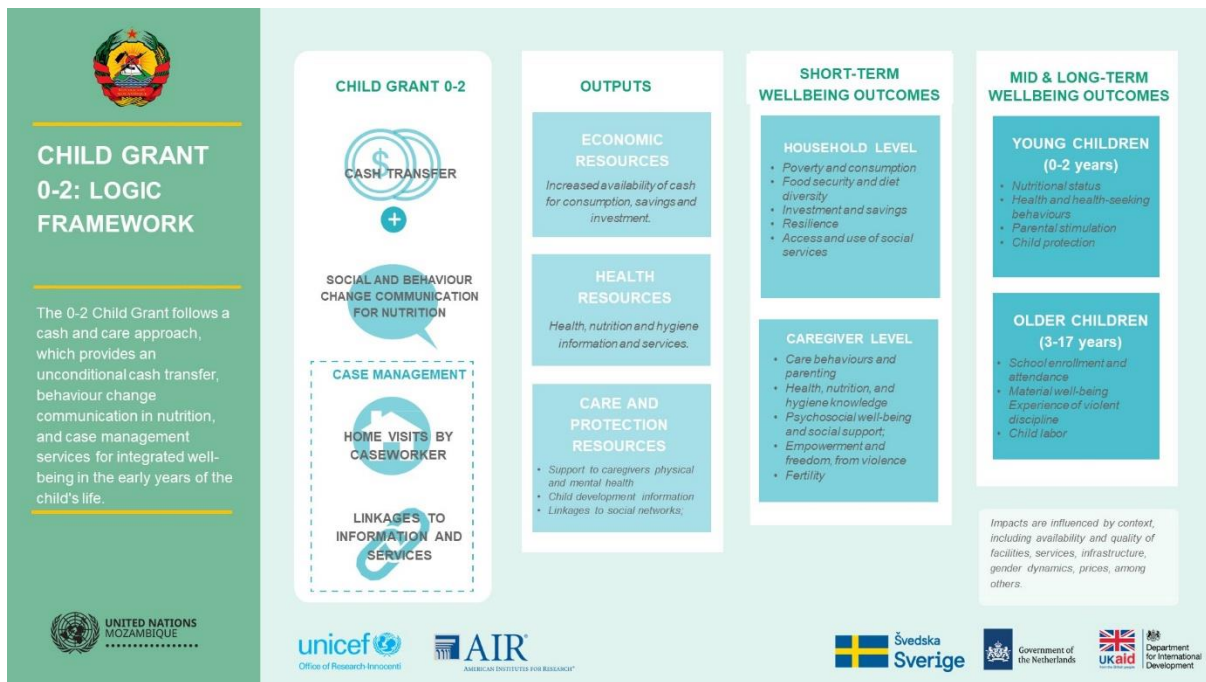 CHILD GRANT
0-2: LOGIC
FRAMEWORK
The 0-2 Child Grant follows a
cash and care approach,
which provides an
unconditional cash transfer,
behaviour change
communication in nutrition,
and case management
services for integrated well-
being in the early years of the
child's life.
UNITED NATIONS
MOZAMBIQUE
CHILD GRANT 0-2
CASH TRANSFER
SOCIAL AND BEHAVIOUR
CHANGE COMMUNICATION
FOR NUTRITION
CASE MANAGEMENT
HOME VISITS BY
CASEWORKER
LINKAGES TO
INFORMATION AND
SERVICES
OUTPUTS
ECONOMIC
RESOURCES
Increased availability of cash
for consumption, savings and
investment.
HEALTH
RESOURCES
Health, nutrition and hygiene
information and services.
CARE AND
PROTECTION
RESOURCES
• Support to caregivers physical
and mental health
• Child development information
• Linkages to social networks;
SHORT-TERM
WELLBEING OUTCOMES
HOUSEHOLD LEVEL
• Poverty and consumption
• Food security and diet
diversity
• Investment and savings
• Resilience
• Access and use of social
services
CAREGIVER LEVEL
• Care behaviours and
parenting
• Health, nutrition, and
hygiene knowledge
• Psychosocial well-being
and social support;
• Empowerment and
freedom, from violence
• Fertility
MID & LONG-TERM
WELLBEING OUTCOMES
YOUNG CHILDREN
(0-2 years)
• Nutritional status
• Health and health-seeking
behaviours
• Parental stimulation
• Child protection
OLDER CHILDREN
(3-17 years)
• School enrollment and
attendance
• Material well-being
Experience of violent
discipline
• Child labor
Impacts are influenced by context,
including availability and quality of
facilities, services, infrastructure,
gender dynamics, prices, among
others.
unicef
Office of Research-Innocenti
AIR®
AMERICAN INSTITUTES FOR RESEARCH®
Švedska
Sverige
Government of
the Netherlands
UKaid
Department
for International
Development